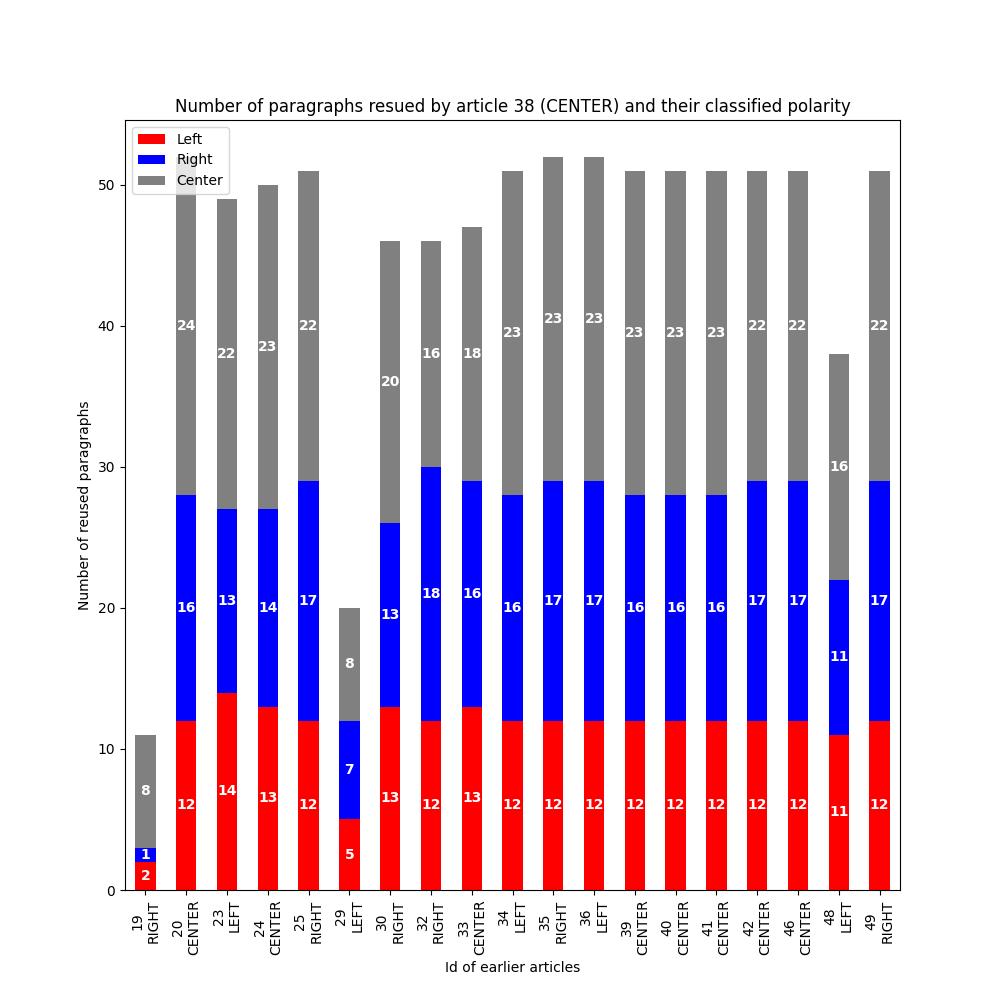 Number of paragraphs resued by article 38 (CENTER) and their classified polarity
Left
Right
Center
Number of reused paragraphs
50
40
30
20
10
0
24 22 23 22 20 16 18 23 23 23 23 23 23 22 22 22
16
8
8
16 13 14 17 13 18 16 16 17 17 16 16 16 17 17 17
11
7
1
12 14 13 12 13 12 13 12 12 12 12 12 12 12 12 12
11
5
2
19 RIGHT
20 CENTER
23 LEFT
24 CENTER
25 RIGHT
29 LEFT
30 RIGHT
32 RIGHT
33 CENTER
34 LEFT
35 RIGHT
36 LEFT
39 CENTER
40 CENTER
41 CENTER
42 CENTER
46 CENTER
48 LEFT
49 RIGHT
Id of earlier articles